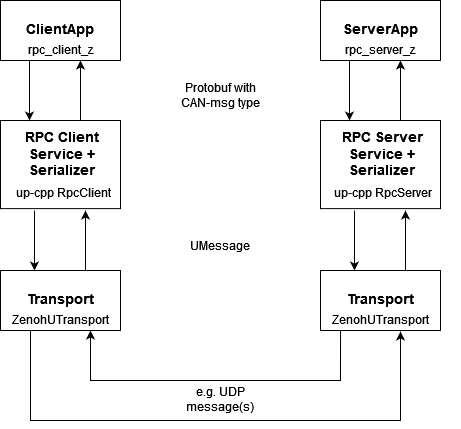 ClientApp
rpc_client_z
ServerApp
rpc_server_z
Protobuf with
CAN-msg type
RPC Client
Service +
Serializer
up-cpp RpcClient
RPC Server
Service +
Serializer
up-cpp RpcServer
UMessage
Transport
ZenohUTransport
Transport
ZenohUTransport
e.g. UDP
message(s)